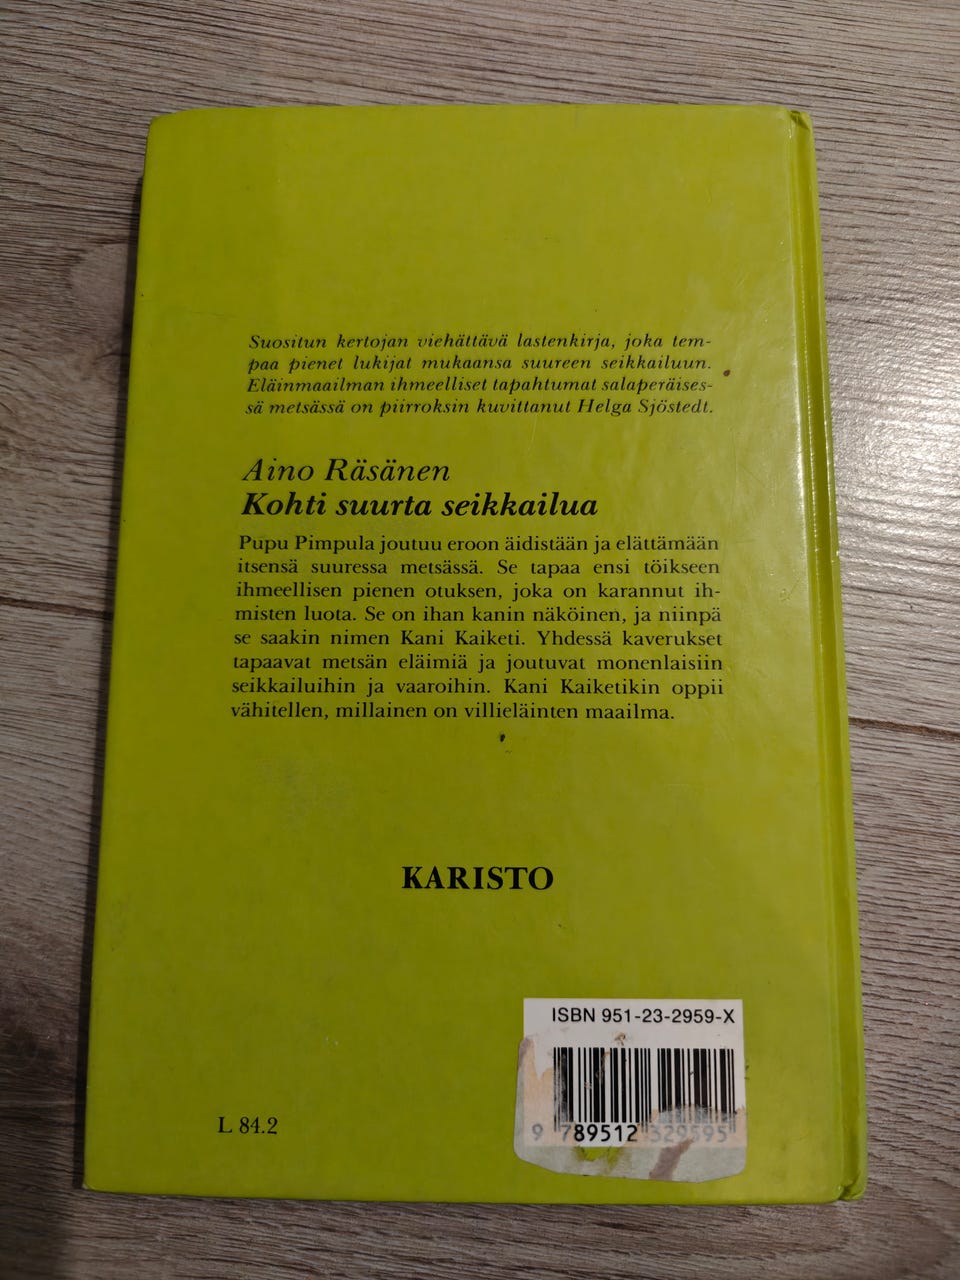 Suositun kertojan viehättävä lastenkirja, joka tem-
paa pienet lukijat mukaansa suureen seikkailuun.
Eläinmaailman ihmeelliset tapahtumat salaperäises-
sä metsässä on piirroksin kuvittanut Helga Sjöstedt.
Aino Räsänen
Kohti suurta seikkailua
Pupu Pimpula joutuu eroon äidistään ja elättämään
itsensä suuressa metsässä. Se tapaa ensi töikseen
ihmeellisen pienen otuksen, joka on karannut ih-
misten luota. Se on ihan kanin näköinen, ja niinpä
se saakin nimen Kani Kaiketi. Yhdessä kaverukset
tapaavat metsän eläimiä ja joutuvat monenlaisiin
seikkailuihin ja vaaroihin. Kani Kaiketikin oppii
vähitellen, millainen on villieläinten maailma.
KARISTO
ISBN 951-23-2959-X
9 789512 329595
L 84.2